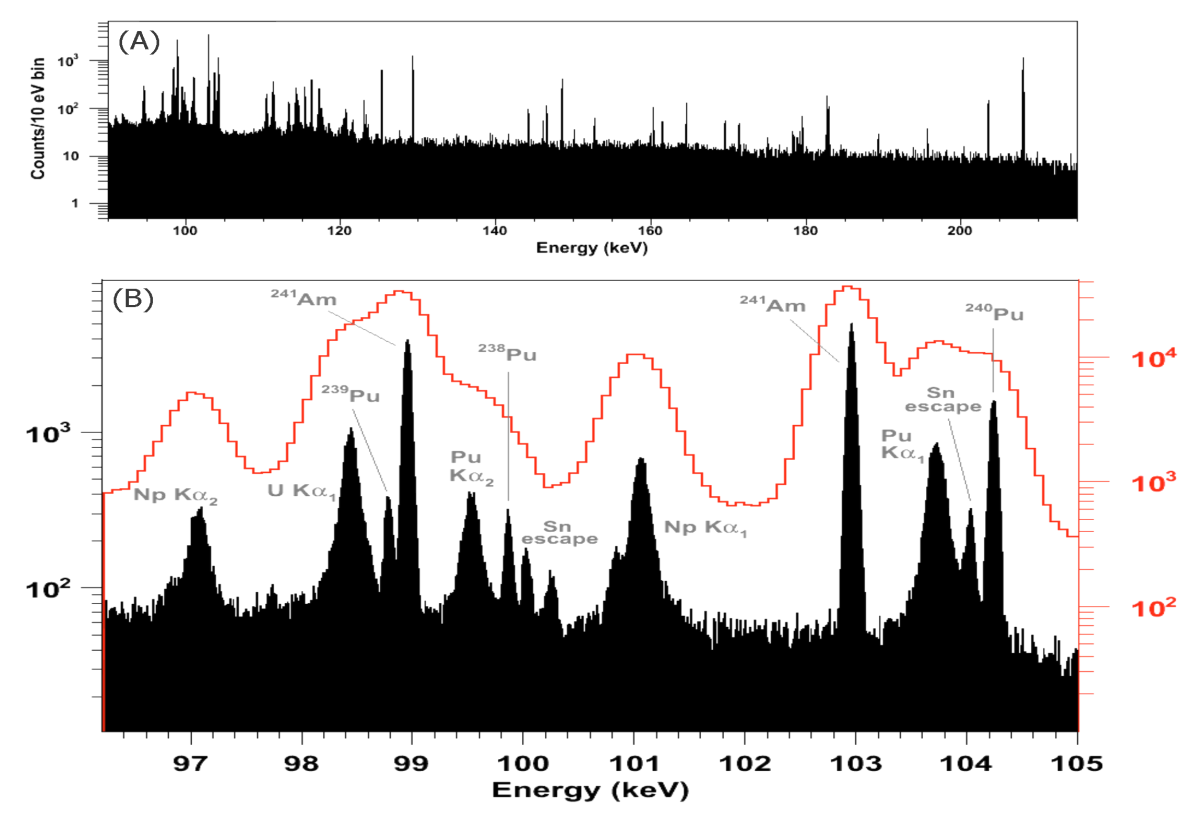 (A)
Counts/10 eV bin
10³
10²
10
1
100 120 140 160 180 200
Energy (keV)
(B)
²⁴¹Am
²³⁸Pu
²³⁹Pu
²⁴¹Am
²⁴⁰Pu
Sn
escape
Pu
Kα₁
Pu
Kα₂
Np Kα₂
U Kα₁
Sn
escape
Np Kα₁
10³
10²
10⁴
10³
10²
97 98 99 100 101 102 103 104 105
Energy (keV)